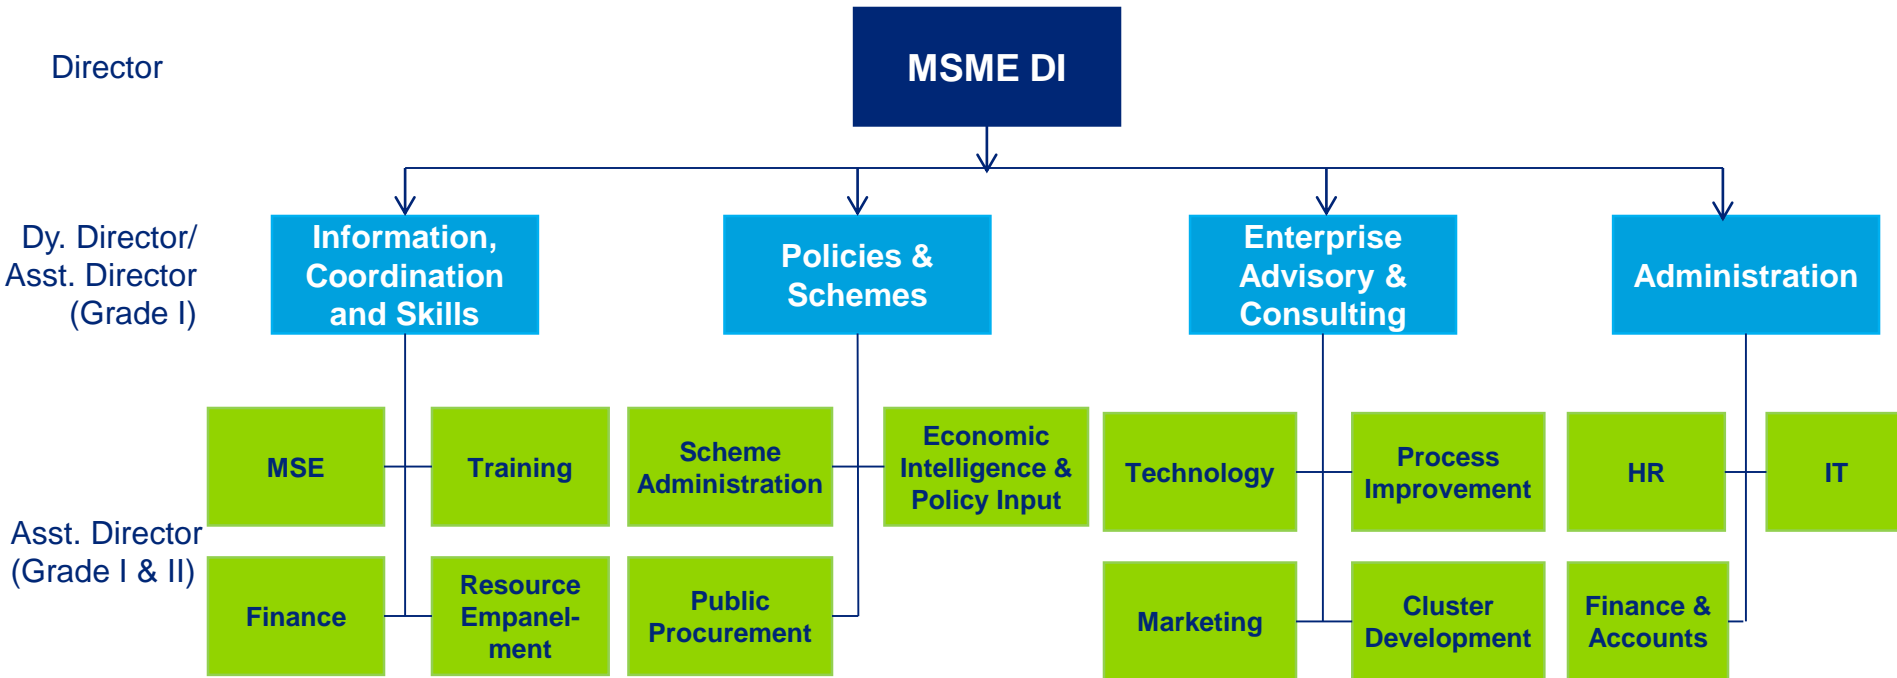 Director
MSME DI
Dy. Director/
Asst. Director
(Grade I)
Information,
Coordination
and Skills
Policies &
Schemes
Enterprise
Advisory &
Consulting
Administration
Asst. Director
(Grade I & II)
MSE
Training
Scheme
Administration
Economic
Intelligence &
Policy Input
Technology
Process
Improvement
HR
IT
Finance
Resource
Empanel-
ment
Public
Procurement
Marketing
Cluster
Development
Finance &
Accounts